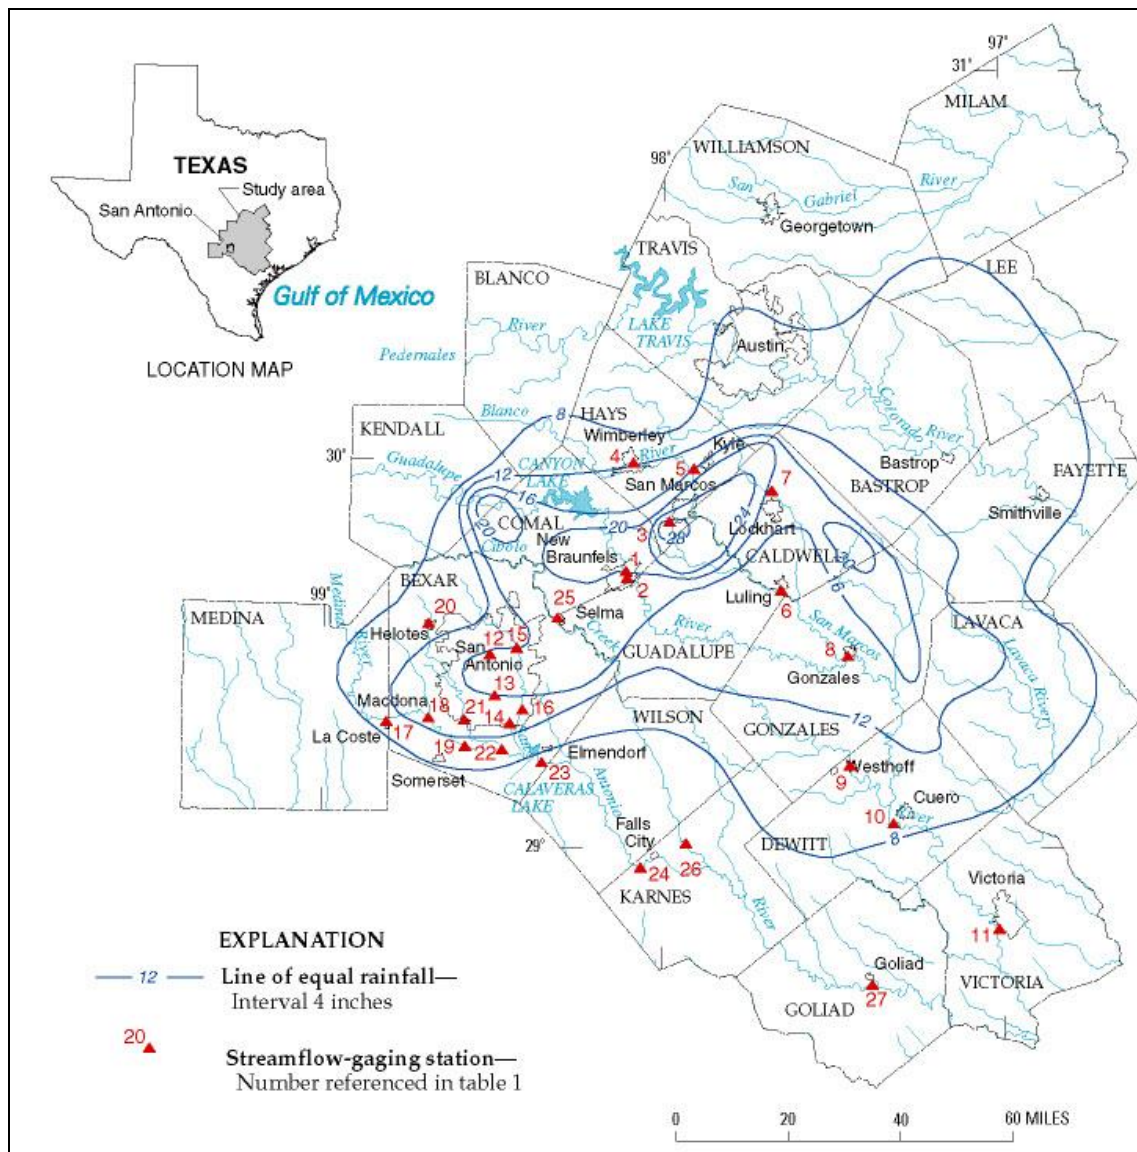 97°
31°
MILAM
WILLIAMSON
98°
San
Gabriel
River
Georgetown
TEXAS
Study area
San Antonio
Gulf of Mexico
LOCATION MAP
TRAVIS
LEE
BLANCO
River
Pedernales
LAKE
TRAVIS
Austin
Colorado River
Blanco
8
HAYS
KENDALL
Wimberley
River
Kyle
30°
4
5
Guadalupe
12
CANYON
LAKE
San Marcos
7
Bastrop
BASTROP
FAYETTE
16
20
COMAL
20
24
3
28
Lockhart
Smithville
New
Braunfels
Cibolo
1
2
CALDWELL
20
16
BEXAR
Medina
99°
MEDINA
20
Helotes
25
Selma
Creek
Luling
6
River
San Marcos
LAVACA
Lavaca River
River
12
15
San
Antonio
GUADALUPE
8
Gonzales
13
Macdona
18
21
14
16
WILSON
12
GONZALES
La Coste
17
19
22
San
Elmendorf
23
Somerset
CALAVERAS
LAKE
Antonio
Westhoff
9
Cuero
10
River
8
Falls
City
29°
DEWITT
24
26
KARNES
River
Victoria
11
Goliad
27
GOLIAD
VICTORIA
EXPLANATION
12
Line of equal rainfall—
Interval 4 inches
20
Streamflow-gaging station—
Number referenced in table 1
0 20 40 60 MILES